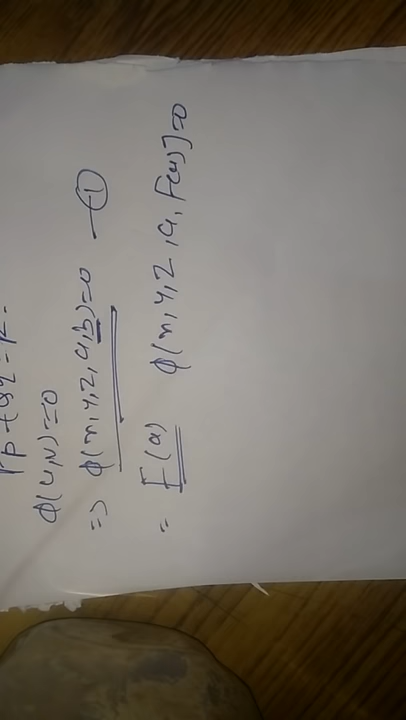 Pp + Qq = R.
φ(u,v)=0
=> φ(x,y,z,a,b)=0 —①
= F(a) φ(x,y,z,a,F(a)]=0